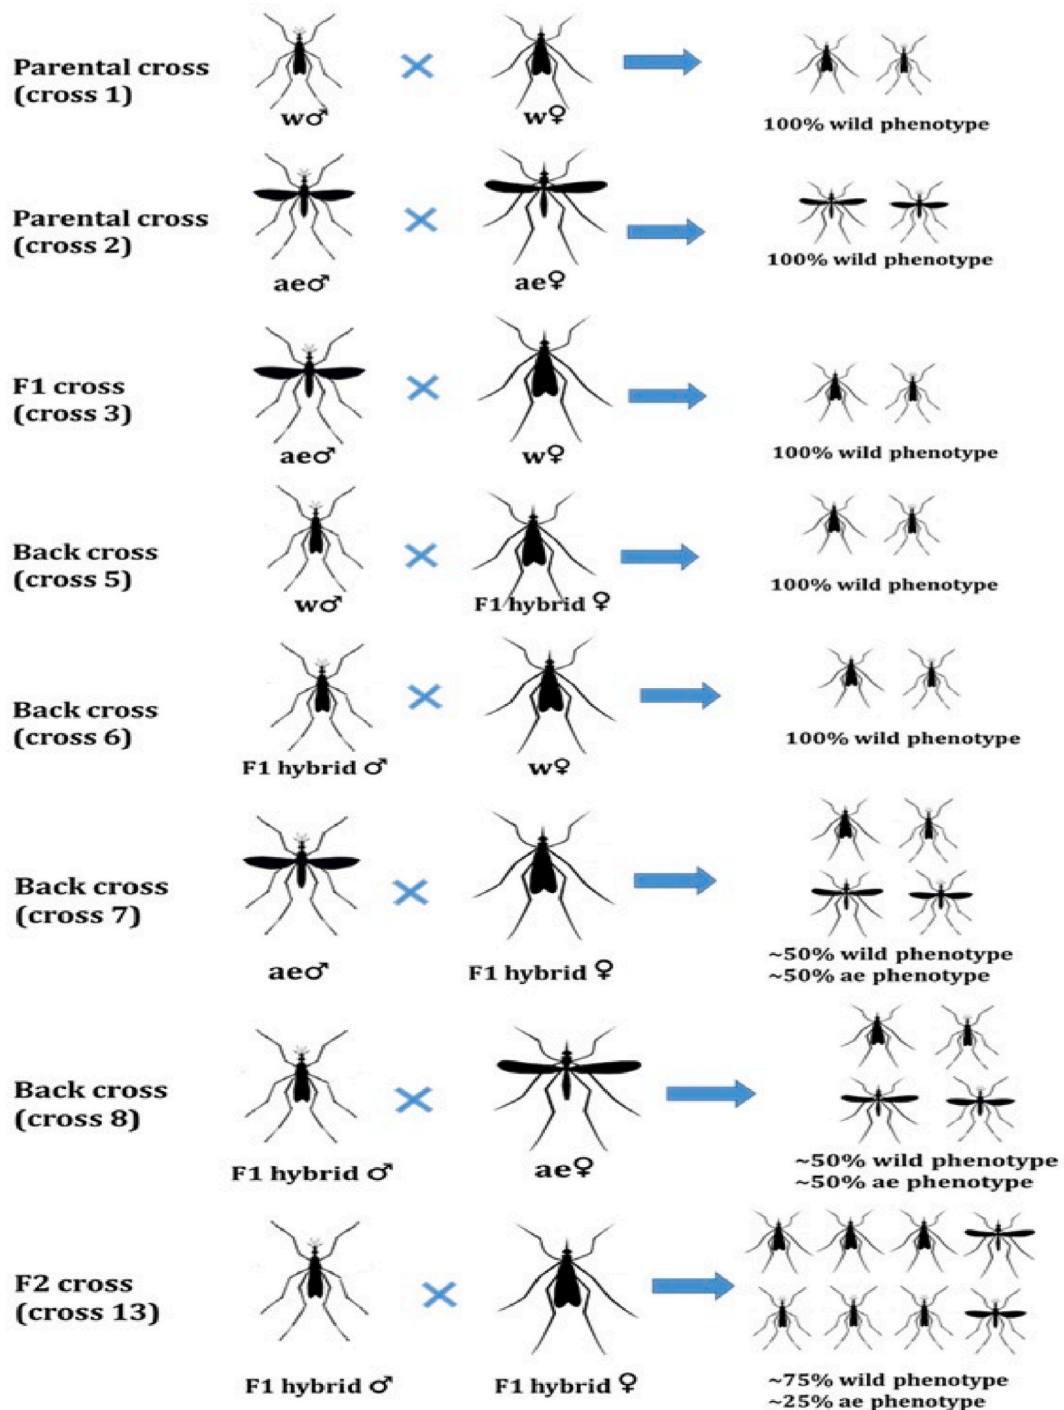 Parental cross
(cross 1)
w♂
w♀
100% wild phenotype
Parental cross
(cross 2)
ae♂
ae♀
100% wild phenotype
F1 cross
(cross 3)
ae♂
w♀
100% wild phenotype
Back cross
(cross 5)
w♂
F1 hybrid ♀
100% wild phenotype
Back cross
(cross 6)
F1 hybrid ♂
w♀
100% wild phenotype
Back cross
(cross 7)
ae♂
F1 hybrid ♀
~50% wild phenotype
~50% ae phenotype
Back cross
(cross 8)
F1 hybrid ♂
ae♀
~50% wild phenotype
~50% ae phenotype
F2 cross
(cross 13)
F1 hybrid ♂
F1 hybrid ♀
~75% wild phenotype
~25% ae phenotype